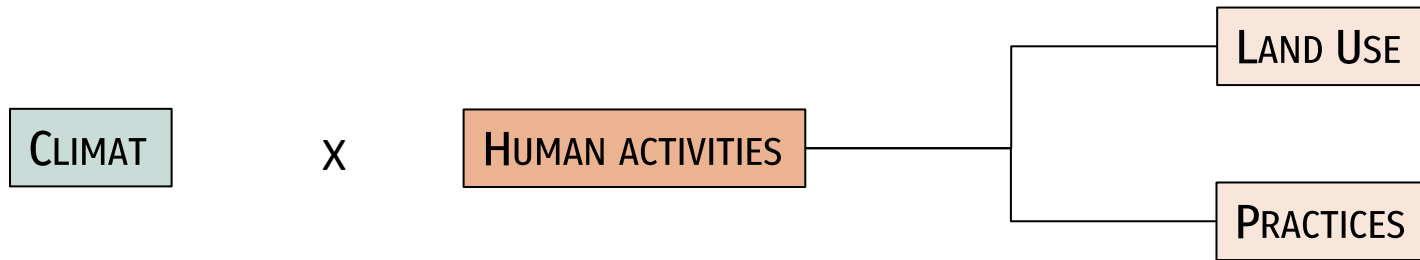 LAND USE
CLIMAT x HUMAN ACTIVITIES
PRACTICES